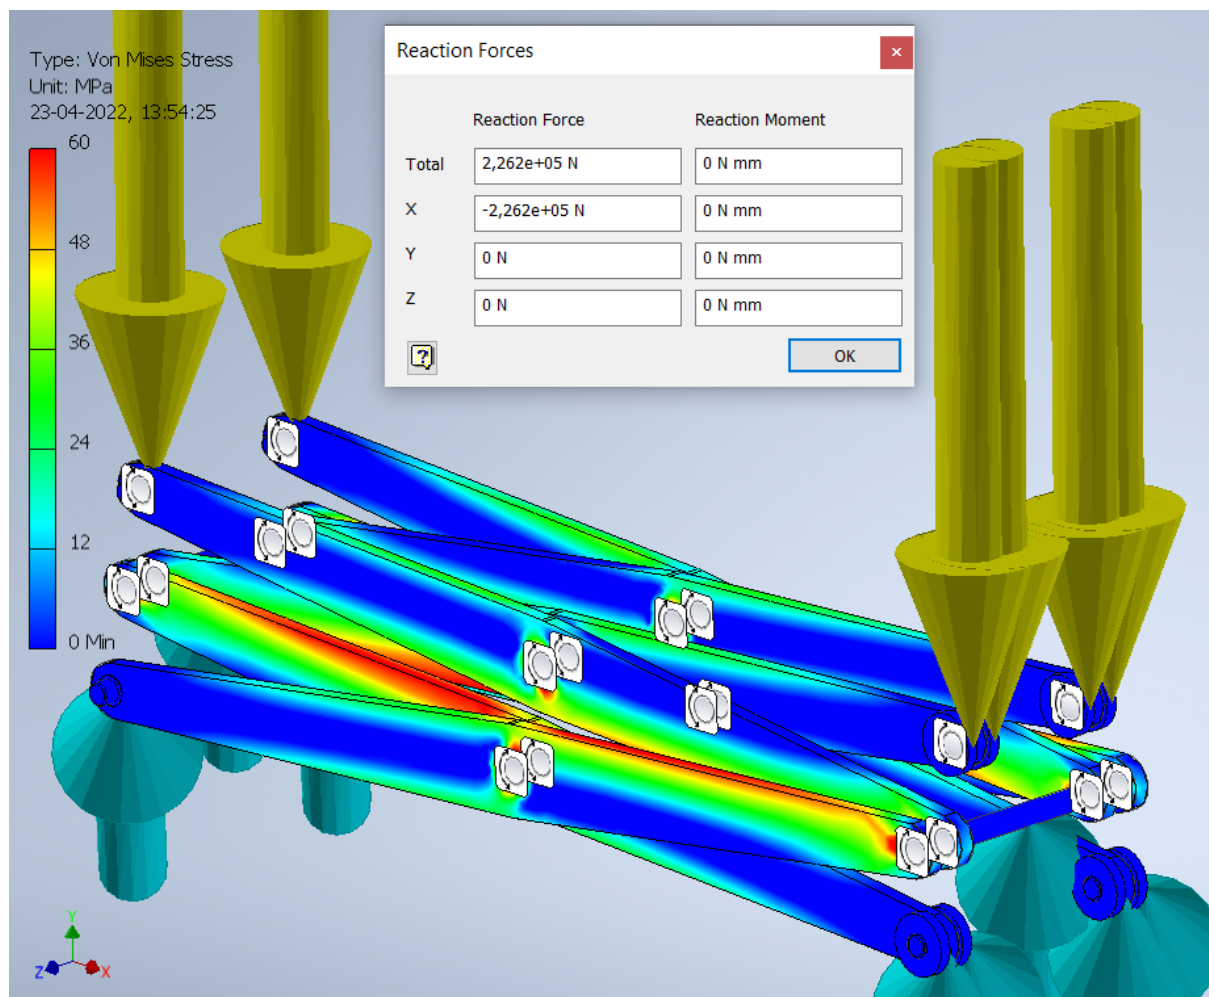 Type: Von Mises Stress
Unit: MPa
23-04-2022, 13:54:25
60
48
36
24
12
0 Min
Reaction Forces
×
Reaction Force Reaction Moment
Total 2,262e+05 N 0 N mm
X -2,262e+05 N 0 N mm
Y 0 N 0 N mm
Z 0 N 0 N mm
?
OK
Y
Z X